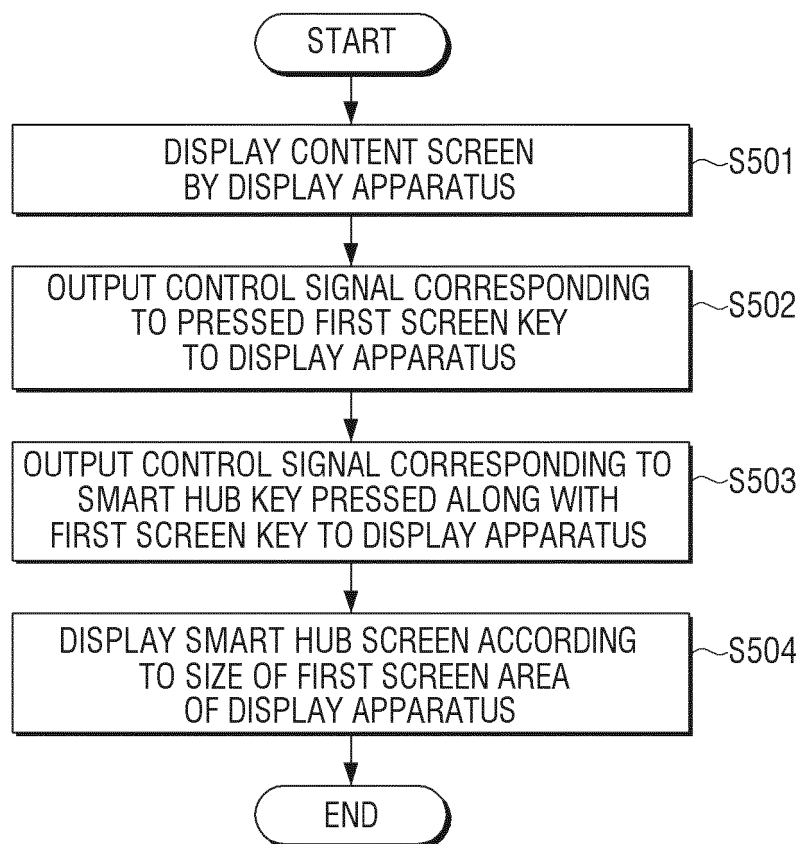 START
DISPLAY CONTENT SCREEN
BY DISPLAY APPARATUS
S501
OUTPUT CONTROL SIGNAL CORRESPONDING
TO PRESSED FIRST SCREEN KEY
TO DISPLAY APPARATUS
S502
OUTPUT CONTROL SIGNAL CORRESPONDING TO
SMART HUB KEY PRESSED ALONG WITH
FIRST SCREEN KEY TO DISPLAY APPARATUS
S503
DISPLAY SMART HUB SCREEN ACCORDING
TO SIZE OF FIRST SCREEN AREA
OF DISPLAY APPARATUS
S504
END